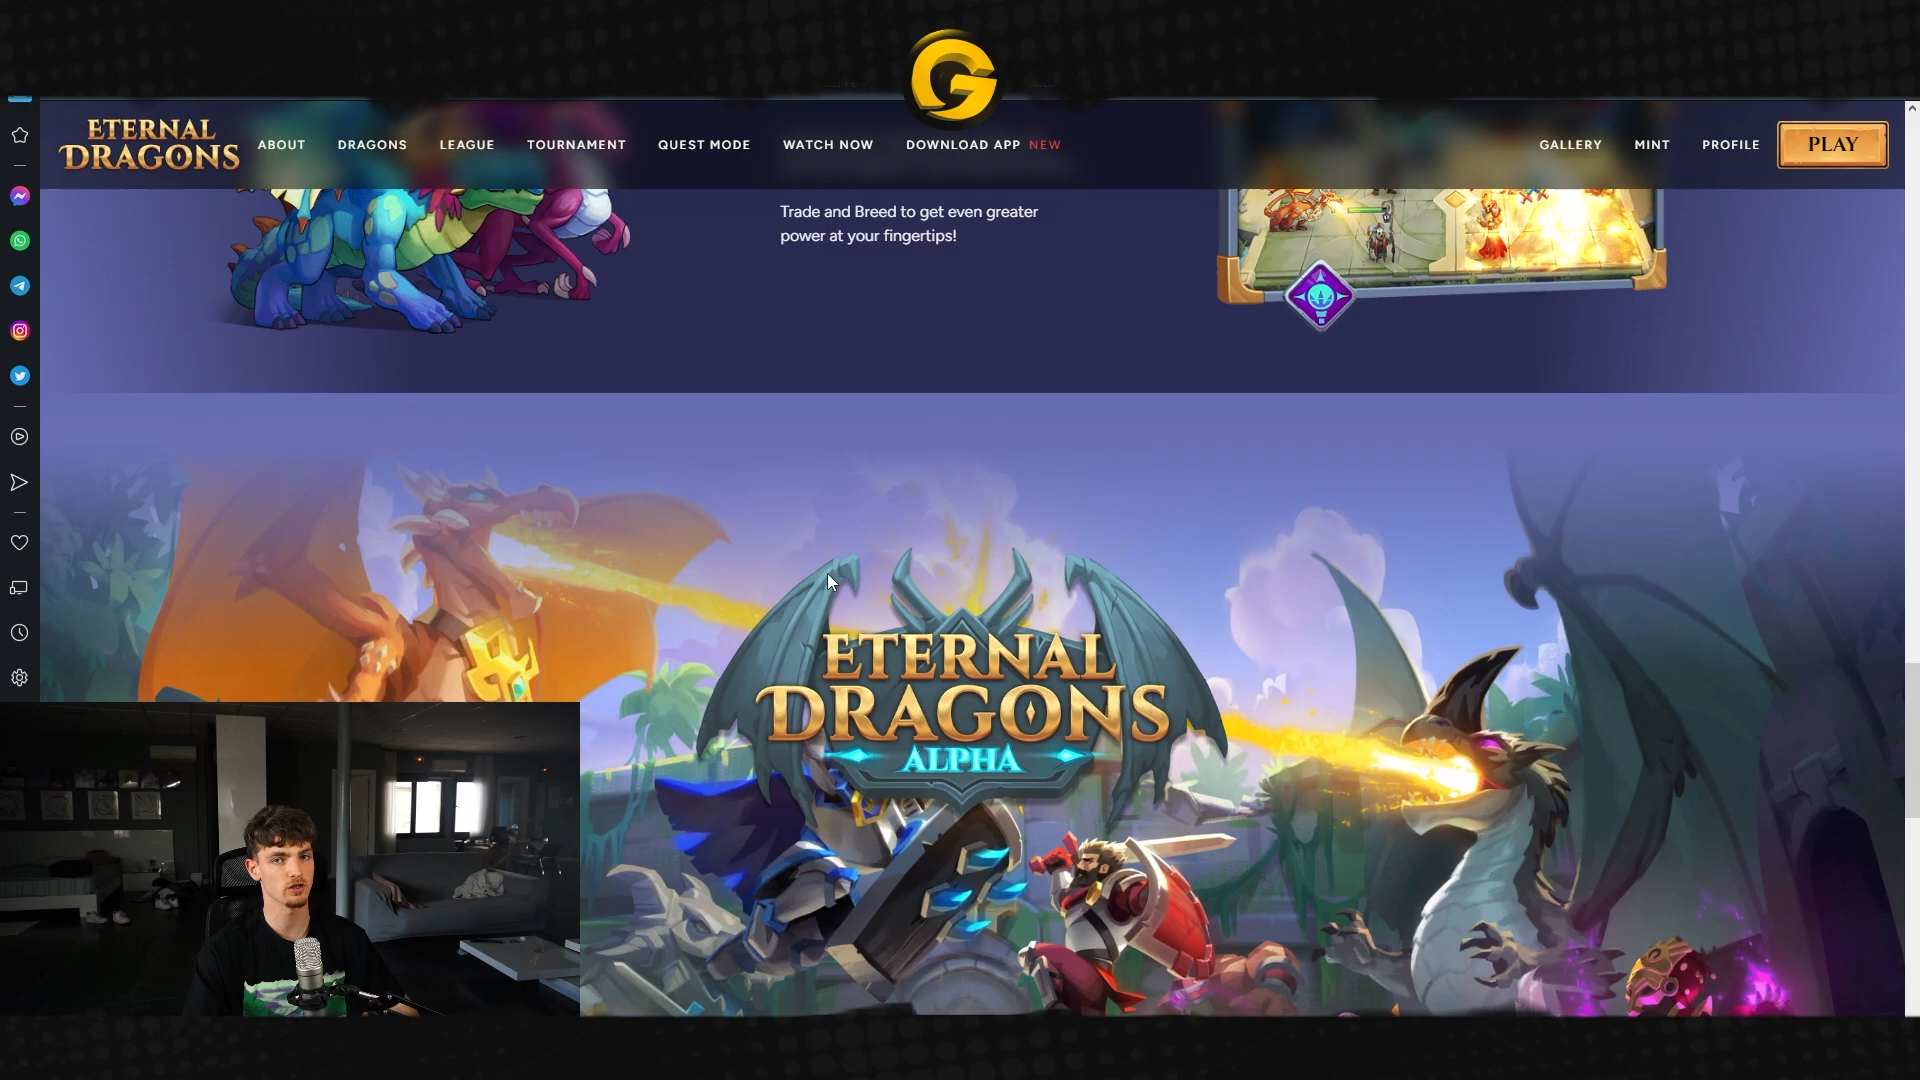 ETERNAL
DRAGONS
ABOUT
DRAGONS
LEAGUE
TOURNAMENT
QUEST MODE
WATCH NOW
DOWNLOAD APP NEW
GALLERY
MINT
PROFILE
PLAY
Trade and Breed to get even greater
power at your fingertips!
ETERNAL
DRAGONS
ALPHA